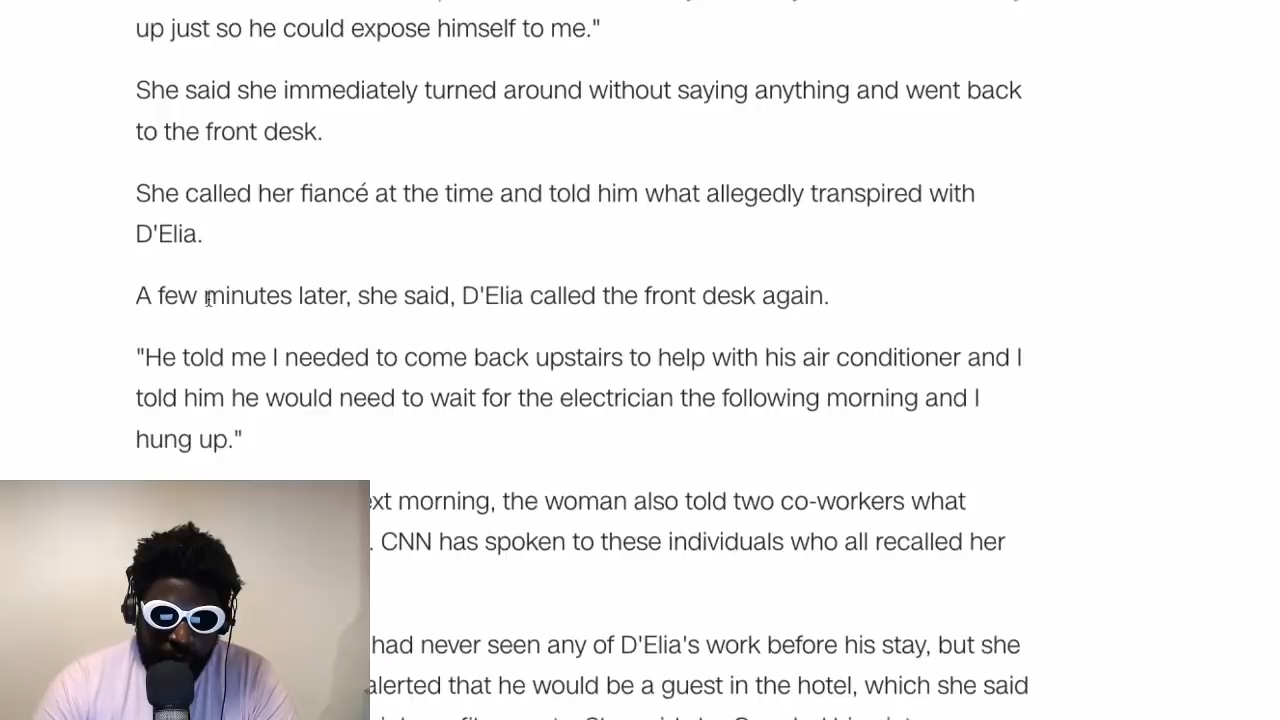 up just so he could expose himself to me."
She said she immediately turned around without saying anything and went back
to the front desk.
She called her fiancé at the time and told him what allegedly transpired with
D'Elia.
A few minutes later, she said, D'Elia called the front desk again.
"He told me I needed to come back upstairs to help with his air conditioner and I
told him he would need to wait for the electrician the following morning and I
hung up."
morning, the woman also told two co-workers what
. CNN has spoken to these individuals who all recalled her
had never seen any of D'Elia's work before his stay, but she
alerted that he would be a guest in the hotel, which she said